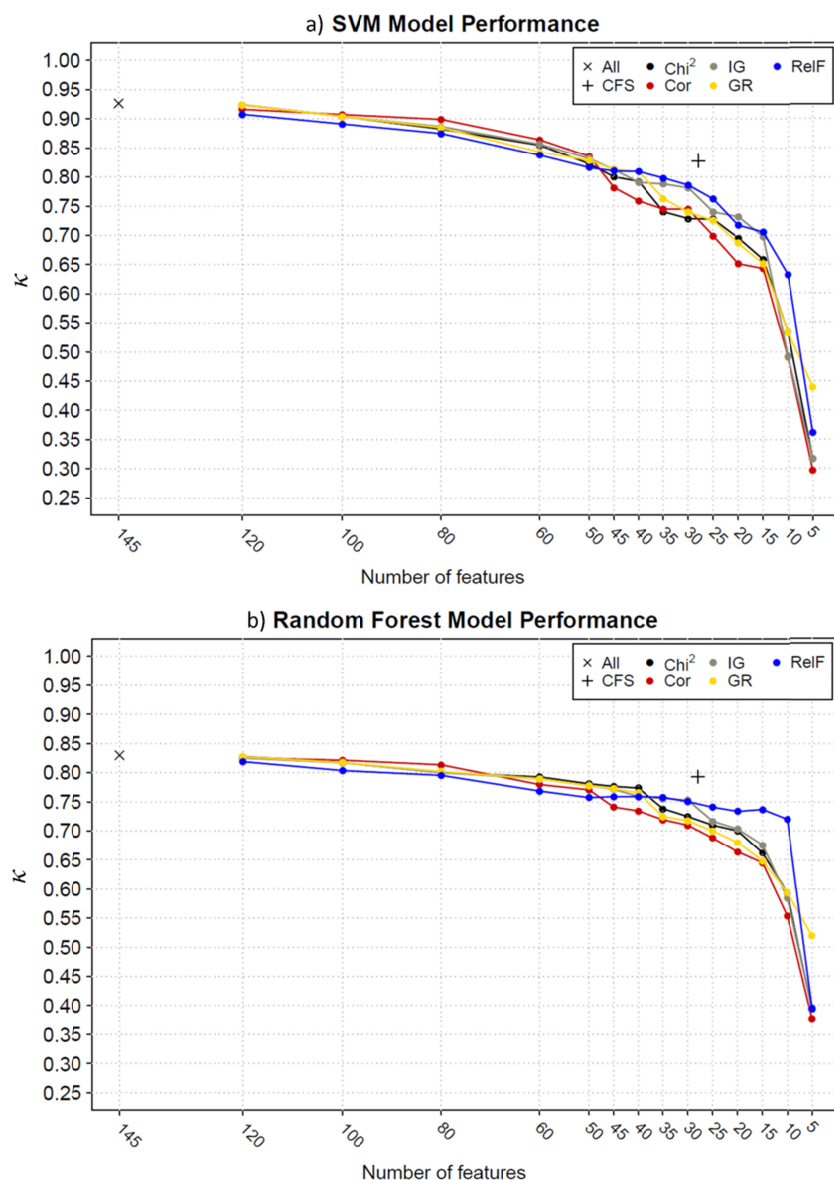 a) SVM Model Performance
× All ● Chi² ● IG ● RelF
+ CFS ● Cor ● GR
1.00
0.95
0.90
0.85
0.80
0.75
0.70
0.65
0.60
0.55
0.50
0.45
0.40
0.35
0.30
0.25
κ
145 120 100 80 60 50 45 40 35 30 25 20 15 10 5
Number of features
b) Random Forest Model Performance
× All ● Chi² ● IG ● RelF
+ CFS ● Cor ● GR
1.00
0.95
0.90
0.85
0.80
0.75
0.70
0.65
0.60
0.55
0.50
0.45
0.40
0.35
0.30
0.25
κ
145 120 100 80 60 50 45 40 35 30 25 20 15 10 5
Number of features